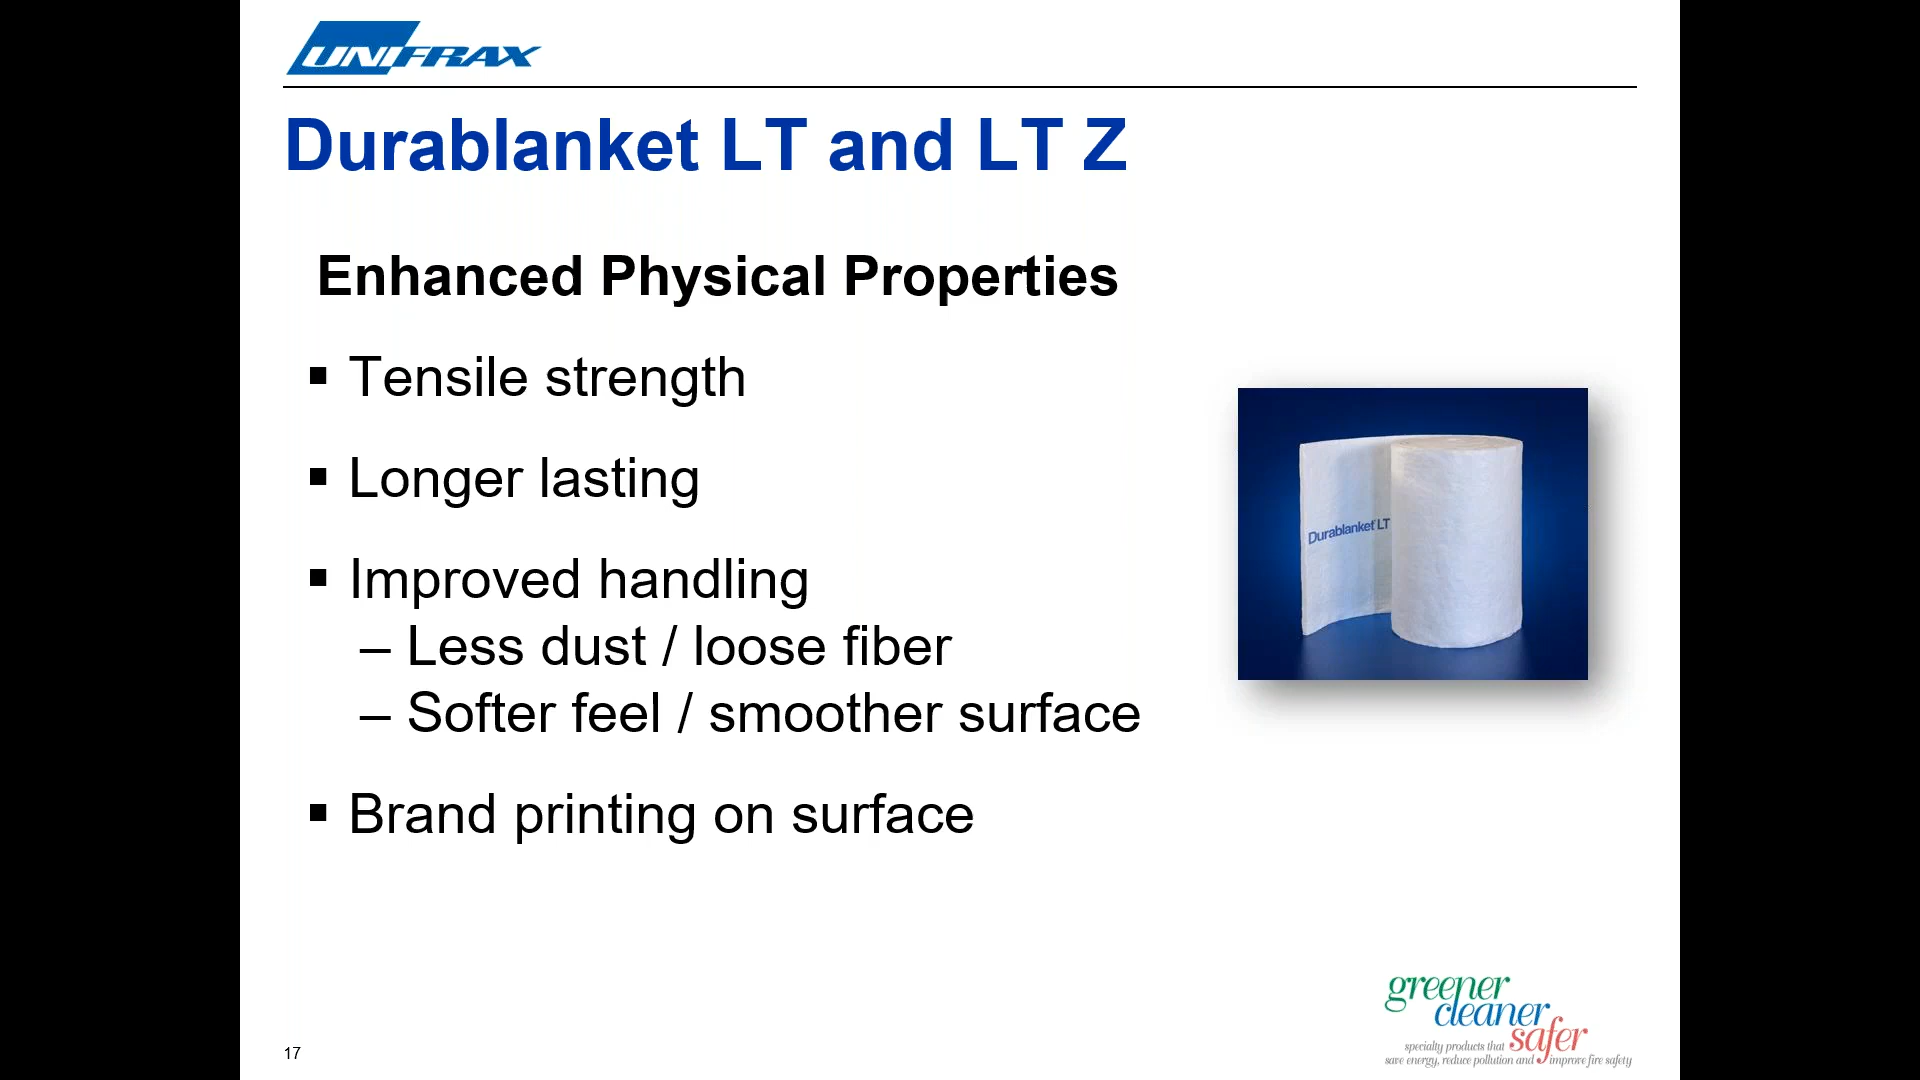 UNIFRAX
Durablanket LT and LT Z
Enhanced Physical Properties
▪ Tensile strength
▪ Longer lasting
▪ Improved handling
– Less dust / loose fiber
– Softer feel / smoother surface
▪ Brand printing on surface
Durablanket® LT
greener
cleaner
safer
specialty products that
save energy, reduce pollution and improve fire safety
17